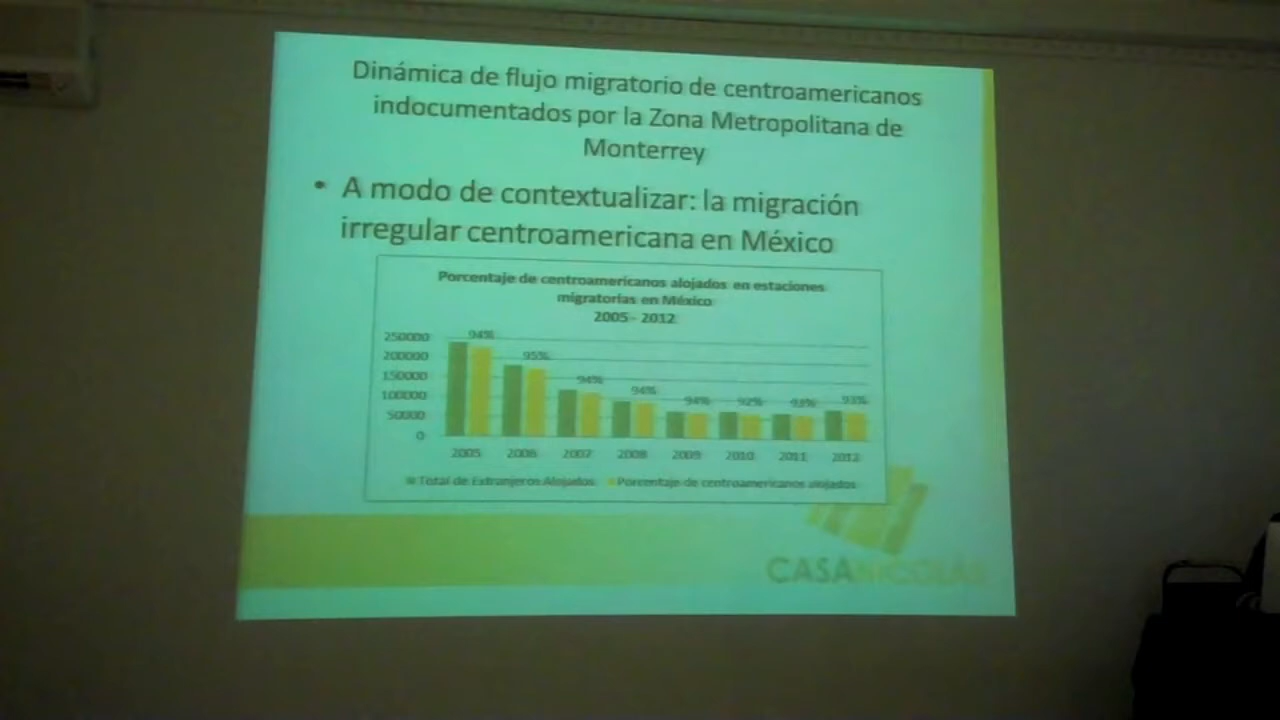 Dinámica de flujo migratorio de centroamericanos
indocumentados por la Zona Metropolitana de
Monterrey
• A modo de contextualizar: la migración
irregular centroamericana en México
Porcentaje de centroamericanos alojados en estaciones
migratorias en México
2005 - 2012
250000
200000
150000
100000
50000
0
94%
95%
94%
94%
94%
92%
93%
93%
2005 2006 2007 2008 2009 2010 2011 2012
Total de Extranjeros Alojados Porcentaje de centroamericanos alojados
CASANICOLÁS